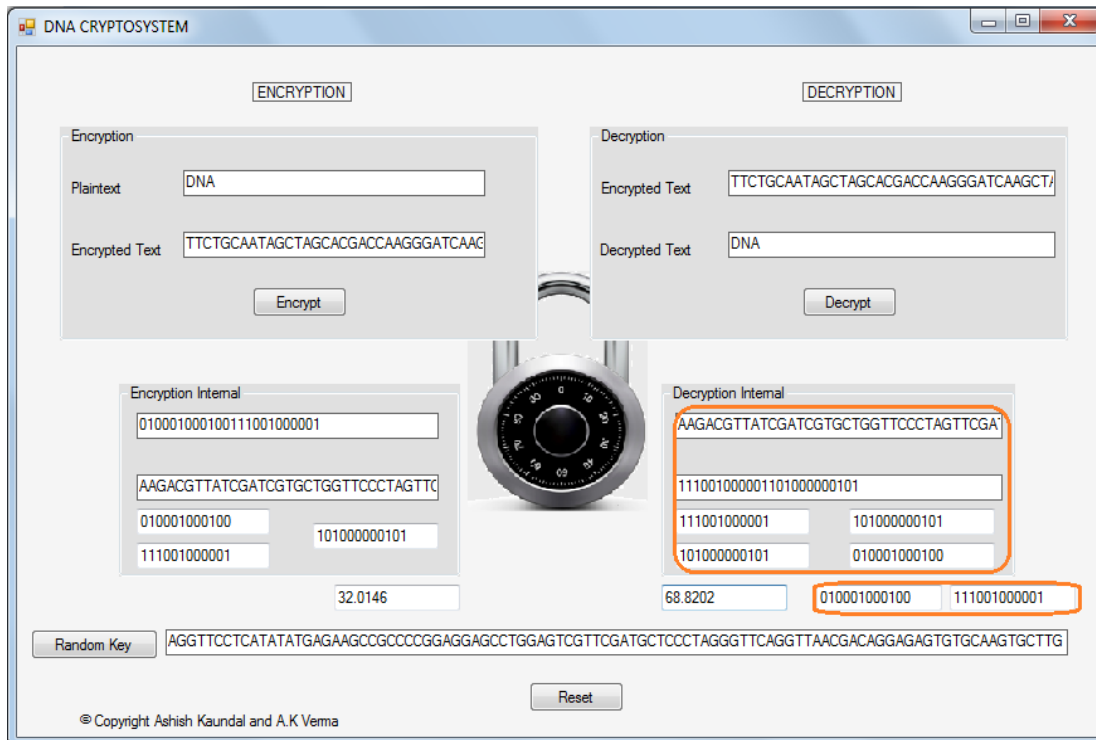 DNA CRYPTOSYSTEM
ENCRYPTION
DECRYPTION
Encryption
Plaintext DNA
Encrypted Text TTCTGCAATAGCTAGCACGACCAAGGGATCAAG
Encrypt
Decryption
Encrypted Text TTCTGCAATAGCTAGCACGACCAAGGGATCAAGCTA
Decrypted Text DNA
Decrypt
Encryption Internal
010001000100111001000001
AAGACGTTATCGATCGTGCTGGTTCCCTAGTTC
010001000100
101000000101
111001000001
Decryption Internal
AAGACGTTATCGATCGTGCTGGTTCCCTAGTTCGAT
111001000001101000000101
111001000001 101000000101
101000000101 010001000100
32.0146 68.8202 010001000100 111001000001
Random Key AGGTTCCTCATATATGAGAAGCCGCCCCGGAGGAGCCTGGAGTCGTTCGATGCTCCCTAGGGTTCAGGTTAACGACAGGAGAGTGTGCAAGTGCTTG
Reset
© Copyright Ashish Kaundal and A.K Verma